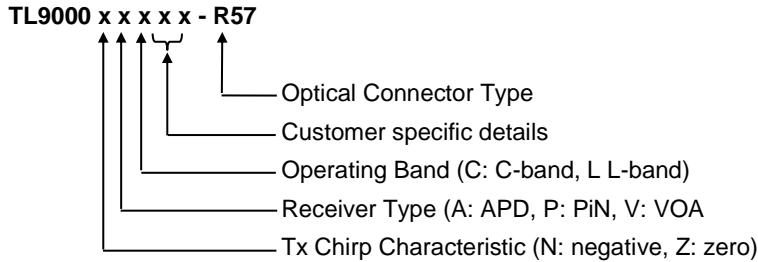 TL9000 x x x x x - R57
Optical Connector Type
Customer specific details
Operating Band (C: C-band, L L-band)
Receiver Type (A: APD, P: PiN, V: VOA
Tx Chirp Characteristic (N: negative, Z: zero)